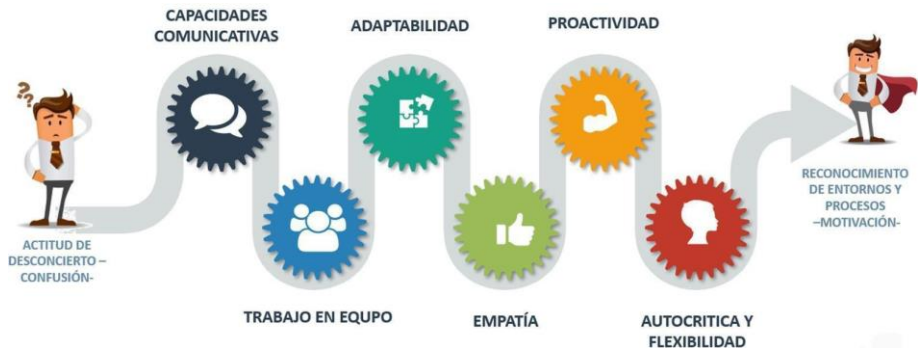 CAPACIDADES
COMUNICATIVAS
ADAPTABILIDAD
PROACTIVIDAD
??
ACTITUD DE
DESCONCIERTO –
CONFUSIÓN-
TRABAJO EN EQUPO
EMPATÍA
AUTOCRITICA Y
FLEXIBILIDAD
RECONOCIMIENTO
DE ENTORNOS Y
PROCESOS
–MOTIVACIÓN-